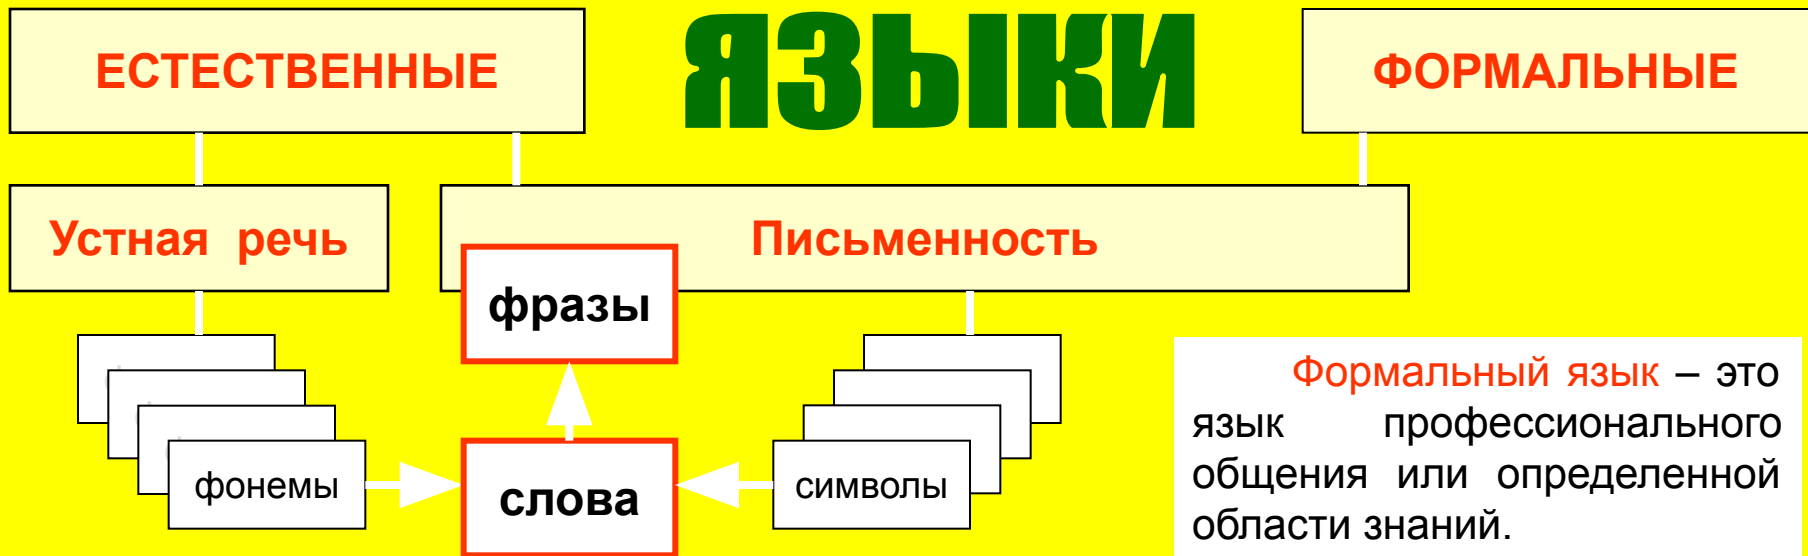 ЯЗЫКИ
ЕСТЕСТВЕННЫЕ
ФОРМАЛЬНЫЕ
Устная речь
Письменность
фразы
фонемы
слова
символы
Формальный язык – это
язык профессионального
общения или определенной
области знаний.